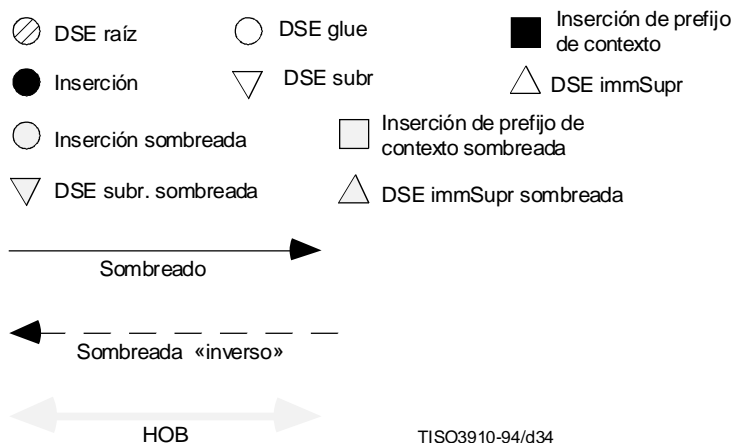 DSE raíz
DSE glue
Inserción de prefijo
de contexto
Inserción
DSE subr
DSE immSupr
Inserción sombreada
Inserción de prefijo de
contexto sombreada
DSE subr. sombreada
DSE immSupr sombreada
Sombreado
Sombreada «inverso»
HOB
TISO3910-94/d34